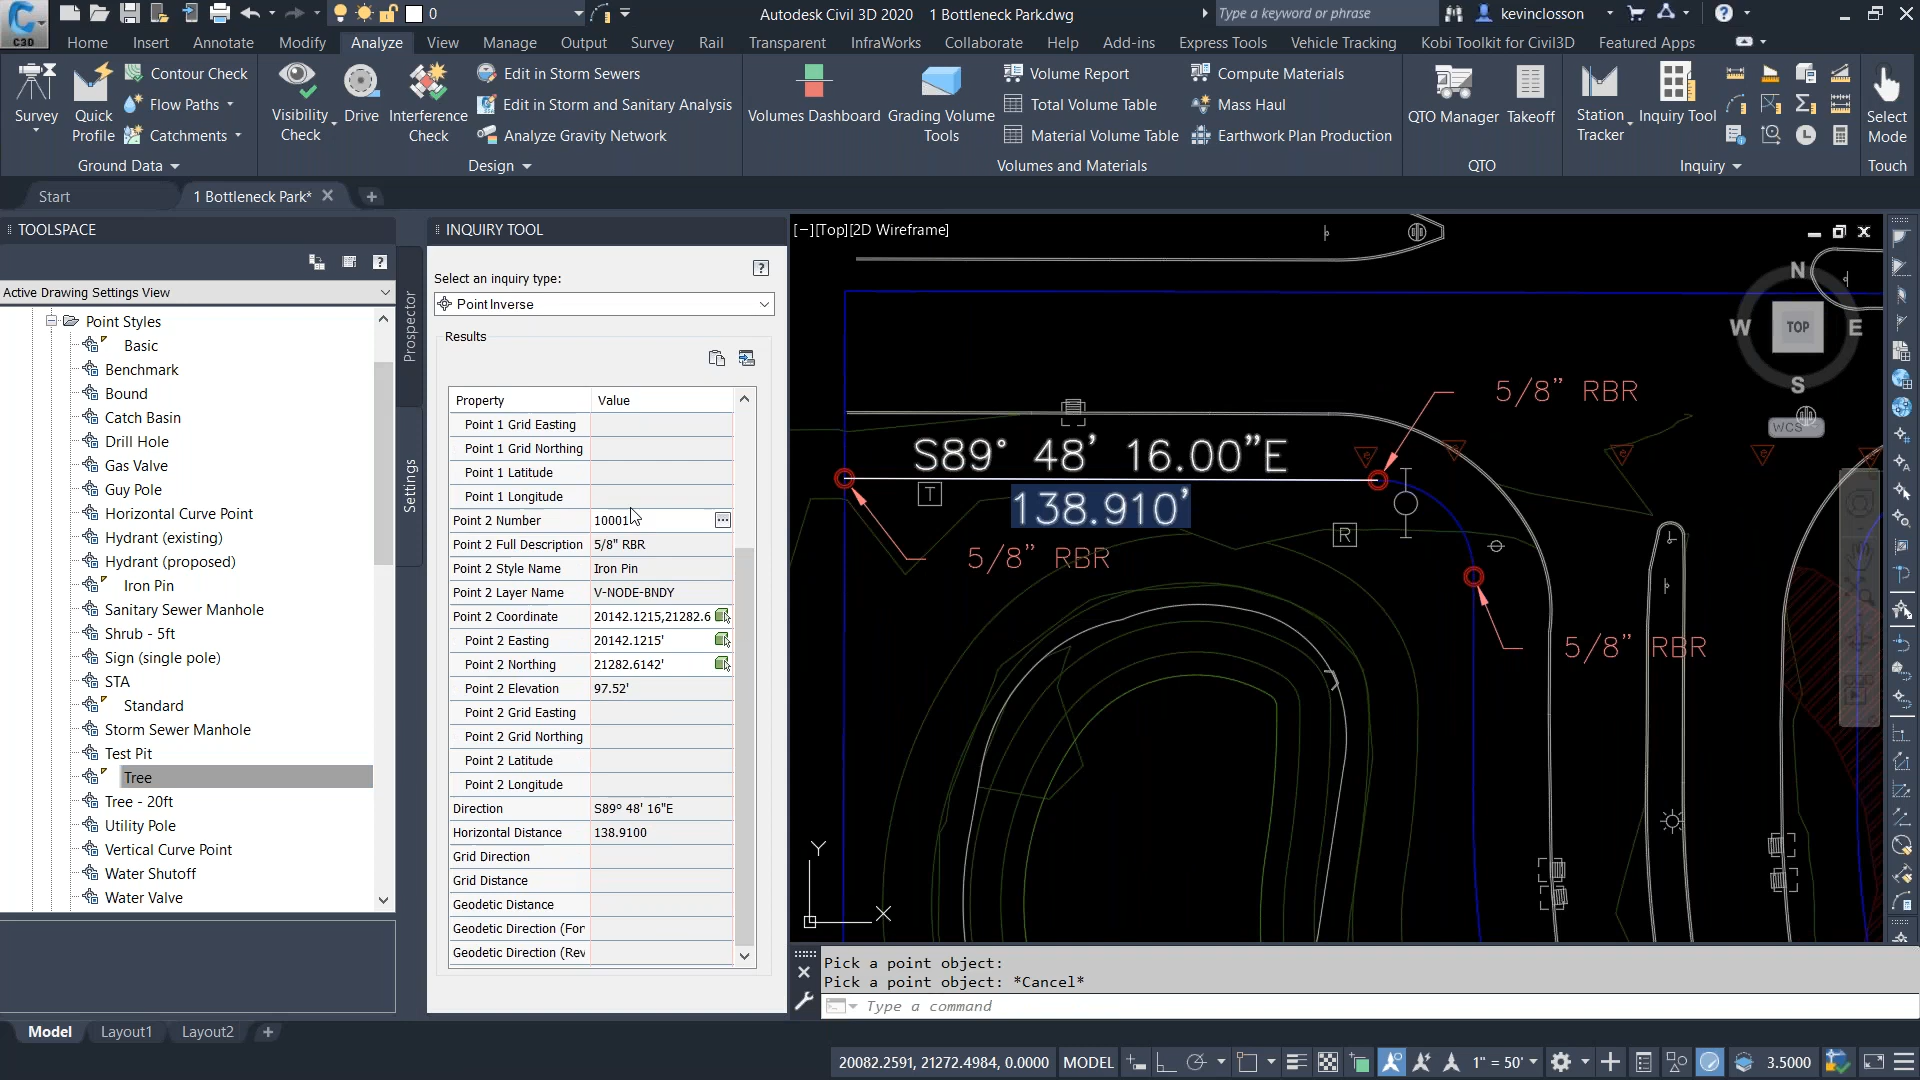 C3D
0
Autodesk Civil 3D 2020   1 Bottleneck Park.dwg
Type a keyword or phrase
kevinclosson
Home Insert Annotate Modify Analyze View Manage Output Survey Rail Transparent InfraWorks Collaborate Help Add-ins Express Tools Vehicle Tracking Kobi Toolkit for Civil3D Featured Apps
Survey
Quick Profile
Contour Check
Flow Paths
Catchments
Ground Data
Visibility Check
Drive
Interference Check
Edit in Storm Sewers
Edit in Storm and Sanitary Analysis
Analyze Gravity Network
Design
Volumes Dashboard
Grading Volume Tools
Volume Report
Total Volume Table
Material Volume Table
Compute Materials
Mass Haul
Earthwork Plan Production
Volumes and Materials
QTO Manager
Takeoff
QTO
Station Tracker
Inquiry Tool
Inquiry
Select Mode
Touch
Start
1 Bottleneck Park*
TOOLSPACE
Active Drawing Settings View
Point Styles
Basic
Benchmark
Bound
Catch Basin
Drill Hole
Gas Valve
Guy Pole
Horizontal Curve Point
Hydrant (existing)
Hydrant (proposed)
Iron Pin
Sanitary Sewer Manhole
Shrub - 5ft
Sign (single pole)
STA
Standard
Storm Sewer Manhole
Test Pit
Tree
Tree - 20ft
Utility Pole
Vertical Curve Point
Water Shutoff
Water Valve
Prospector
Settings
INQUIRY TOOL
Select an inquiry type:
Point Inverse
Results
Property Value
Point 1 Grid Easting
Point 1 Grid Northing
Point 1 Latitude
Point 1 Longitude
Point 2 Number 10001
Point 2 Full Description 5/8" RBR
Point 2 Style Name Iron Pin
Point 2 Layer Name V-NODE-BNDY
Point 2 Coordinate 20142.1215,21282.6
Point 2 Easting 20142.1215'
Point 2 Northing 21282.6142'
Point 2 Elevation 97.52'
Point 2 Grid Easting
Point 2 Grid Northing
Point 2 Latitude
Point 2 Longitude
Direction S89° 48' 16"E
Horizontal Distance 138.9100
Grid Direction
Grid Distance
Geodetic Distance
Geodetic Direction (For
Geodetic Direction (Rev
[−][Top][2D Wireframe]
N
W TOP E
S
WCS
5/8" RBR
S89° 48' 16.00"E
138.910'
T
R
5/8" RBR
5/8" RBR
Y
X
Pick a point object:
Pick a point object: *Cancel*
Type a command
Model Layout1 Layout2
20082.2591, 21272.4984, 0.0000 MODEL 1" = 50' 3.5000